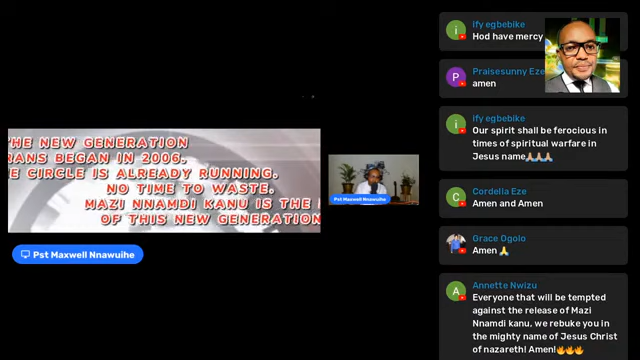 HE NEW GENERATION
RANS BEGAN IN 2006.
E CIRCLE IS ALREADY RUNNING.
NO TIME TO WASTE.
MAZI NNAMDI KANU IS THE
OF THIS NEW GENERATION
Pst Maxwell Nnawuihe
Pst Maxwell Nnawuihe
Ify egbebike
Hod have mercy
Praisesunny Eze
amen
Ify egbebike
Our spirit shall be ferocious in
times of spiritual warfare in
Jesus name🙏🙏🙏
Cordella Eze
Amen and Amen
Grace Ogolo
Amen 🙏
Annette Nwizu
Everyone that will be tempted
against the release of Mazi
Nnamdi kanu, we rebuke you in
the mighty name of Jesus Christ
of nazareth! Amen!🔥🔥🔥